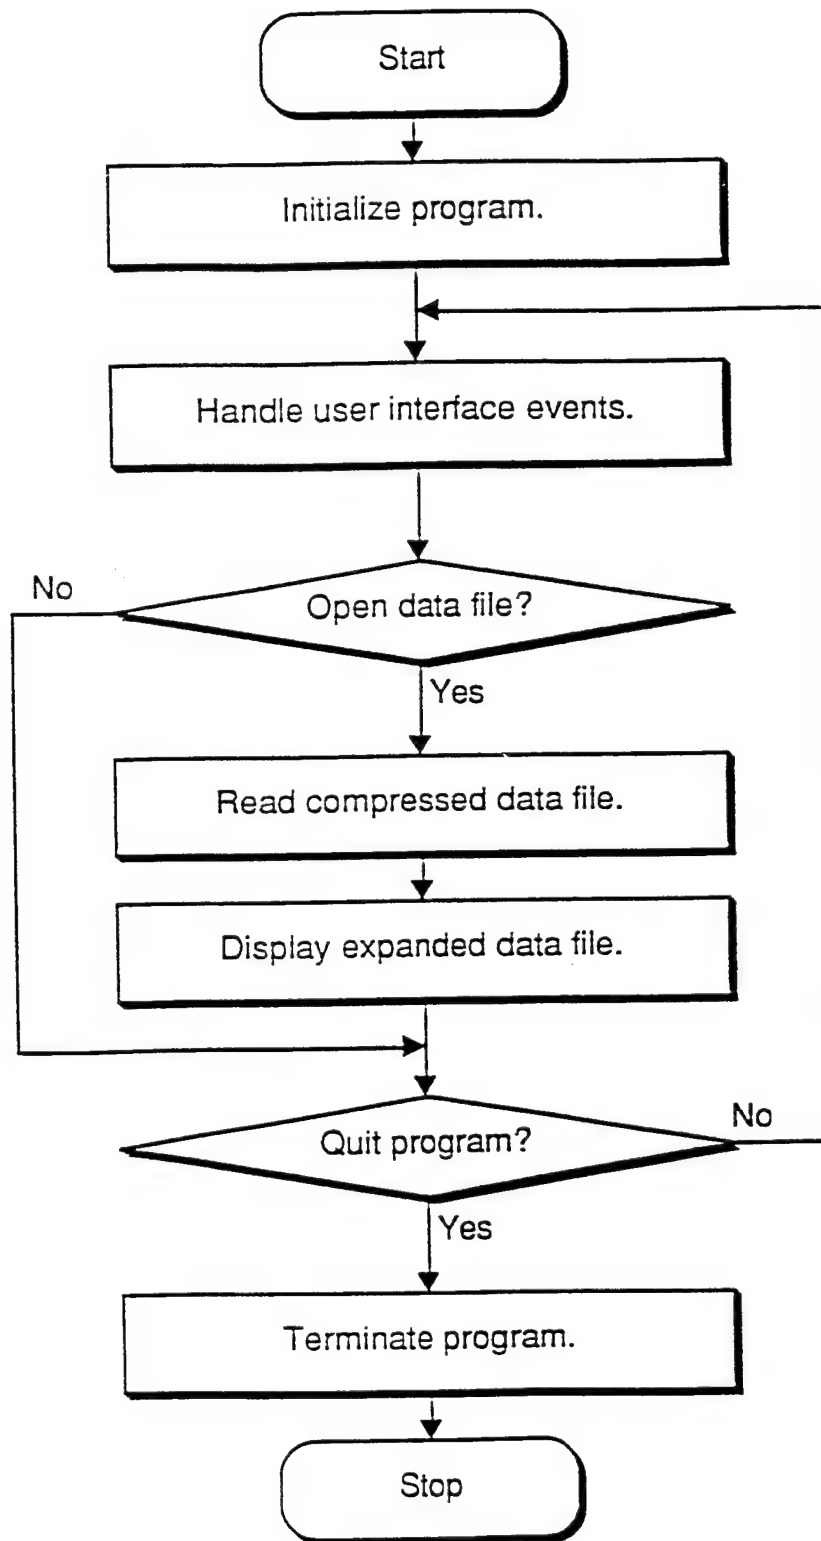 Start
Initialize program.
Handle user interface events.
No
Open data file?
Yes
Read compressed data file.
Display expanded data file.
Quit program?
No
Yes
Terminate program.
Stop